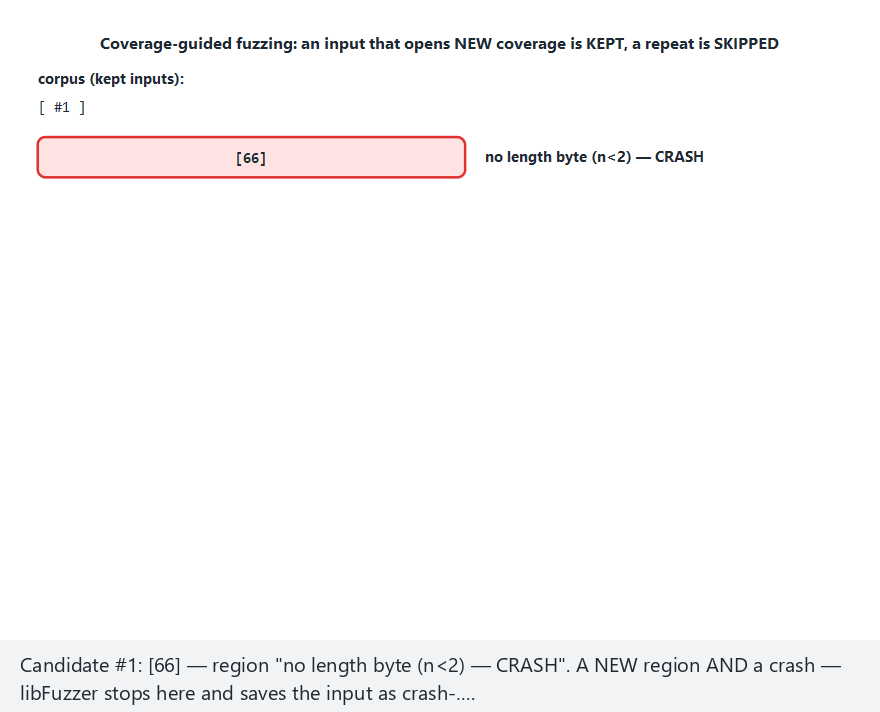 Coverage-guided fuzzing: an input that opens NEW coverage is KEPT, a repeat is SKIPPED
corpus (kept inputs):
[ #1 ]
[66]
no length byte (n<2) — CRASH
Candidate #1: [66] — region "no length byte (n<2) — CRASH". A NEW region AND a crash —
libFuzzer stops here and saves the input as crash-....